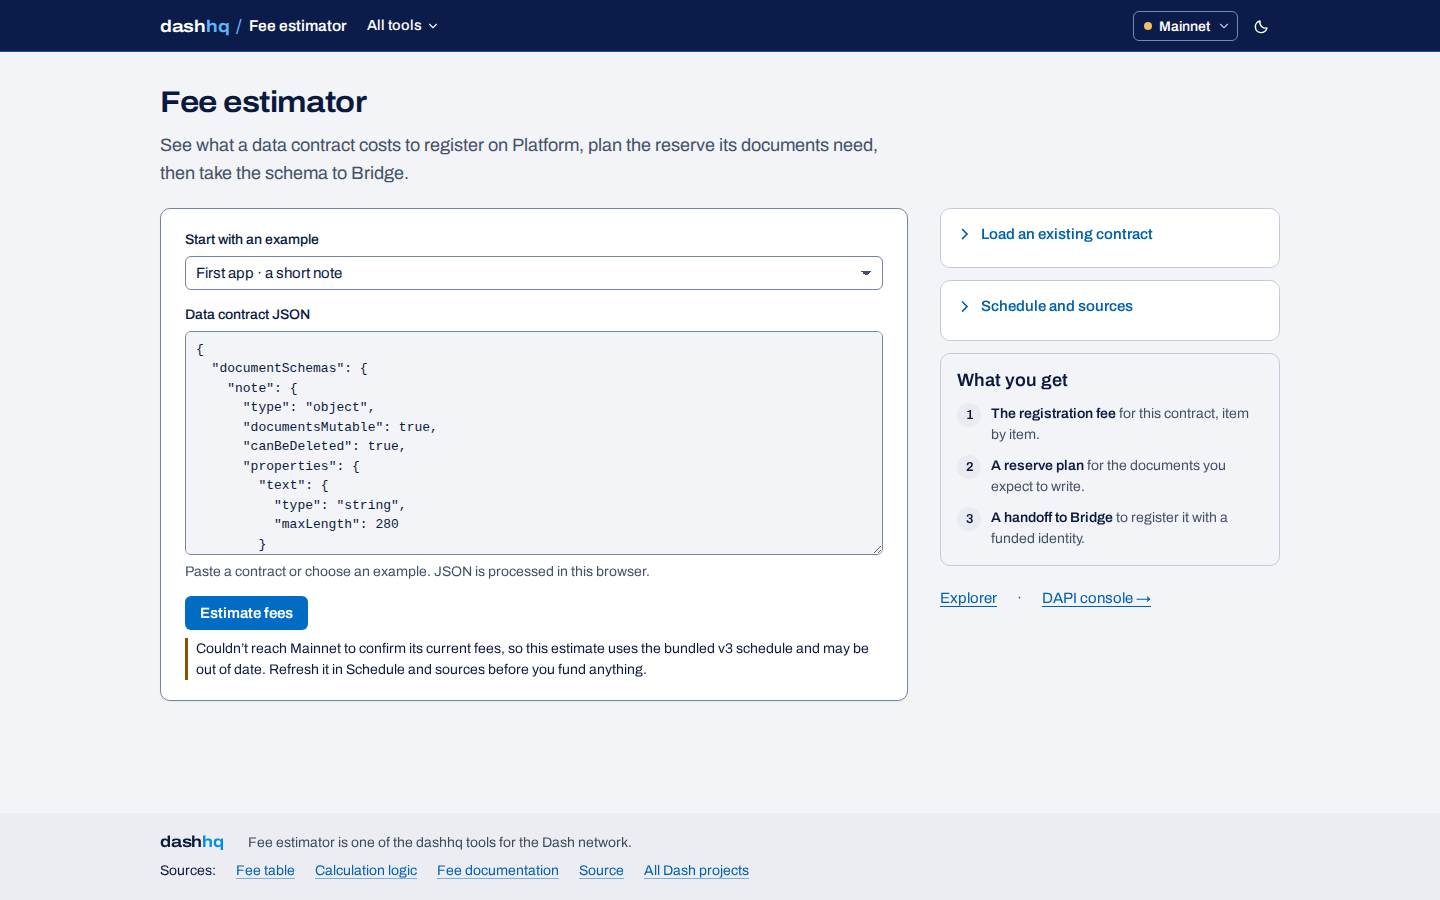 dashhq / Fee estimator All tools Mainnet
Fee estimator
See what a data contract costs to register on Platform, plan the reserve its documents need,
then take the schema to Bridge.
Start with an example
First app · a short note
Data contract JSON
{
  "documentSchemas": {
    "note": {
      "type": "object",
      "documentsMutable": true,
      "canBeDeleted": true,
      "properties": {
        "text": {
          "type": "string",
          "maxLength": 280
        }
Paste a contract or choose an example. JSON is processed in this browser.
Estimate fees
Couldn’t reach Mainnet to confirm its current fees, so this estimate uses the bundled v3 schedule and may be
out of date. Refresh it in Schedule and sources before you fund anything.
Load an existing contract
Schedule and sources
What you get
1 The registration fee for this contract, item
by item.
2 A reserve plan for the documents you
expect to write.
3 A handoff to Bridge to register it with a
funded identity.
Explorer · DAPI console →
dashhq Fee estimator is one of the dashhq tools for the Dash network.
Sources: Fee table Calculation logic Fee documentation Source All Dash projects